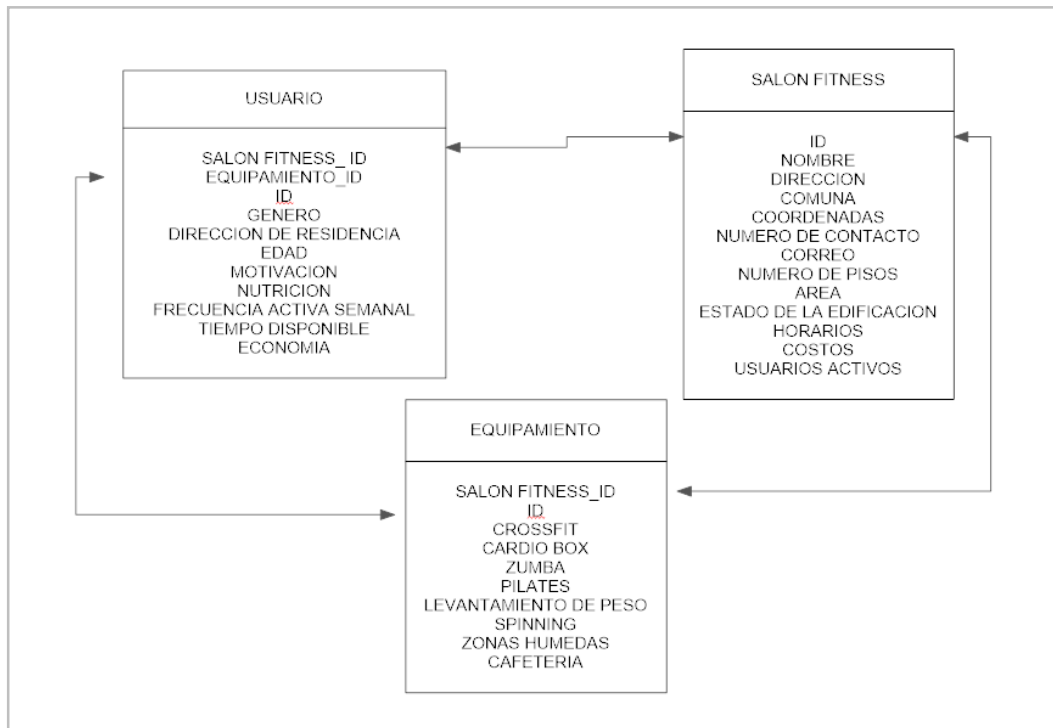 USUARIO
SALON FITNESS_ ID
EQUIPAMIENTO_ID
ID
GENERO
DIRECCION DE RESIDENCIA
EDAD
MOTIVACION
NUTRICION
FRECUENCIA ACTIVA SEMANAL
TIEMPO DISPONIBLE
ECONOMIA
SALON FITNESS
ID
NOMBRE
DIRECCION
COMUNA
COORDENADAS
NUMERO DE CONTACTO
CORREO
NUMERO DE PISOS
AREA
ESTADO DE LA EDIFICACION
HORARIOS
COSTOS
USUARIOS ACTIVOS
EQUIPAMIENTO
SALON FITNESS_ID
ID
CROSSFIT
CARDIO BOX
ZUMBA
PILATES
LEVANTAMIENTO DE PESO
SPINNING
ZONAS HUMEDAS
CAFETERIA